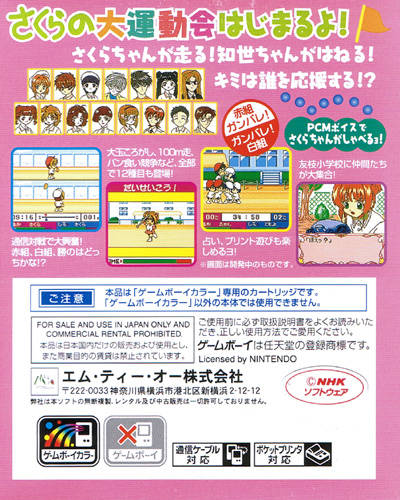 さくらの大運動会はじまるよ!
さくらちゃんが走る!知世ちゃんがはねる!
キミは誰を応援する!?
赤組
ガンバレ!
ガンバレ!
白組
PCMボイスで
さくらちゃんがしゃべるョ!
大玉ころがし、100m走、
パン食い競争など、全部
で12種目も登場!
友枝小学校に仲間たち
が大集合!
だいせいこう!
通信対戦で大興奮!
赤組、白組、勝のはどっ
ちかな!?
占い、プリント遊びも楽
しめるヨ!
※画面は開発中のものです。
ご注意
本品は「ゲームボーイカラー」専用のカートリッジです。
「ゲームボーイカラー」以外の本体では使用できません。
FOR SALE AND USE IN JAPAN ONLY AND
COMMERCIAL RENTAL PROHIBITED.
本品は日本国内だけの販売および使用とし、
また商業目的の賃貸は禁止されています。
ご使用前に必ず取扱説明書をよくお読みいた
だき、正しい使用方法でご愛用ください。
ゲームボーイは任天堂の登録商標です。
Licensed by NINTENDO
エム・ティー・オー株式会社
〒222-0033 神奈川県横浜市港北区新横浜2-12-12
弊社は本ソフトの無断複製、レンタル及び中古販売は一切許可しておりません。
©NHK
ソフトウェア
ゲームボーイカラー
ゲームボーイ
通信ケーブル
対応
ポケットプリンタ
対応